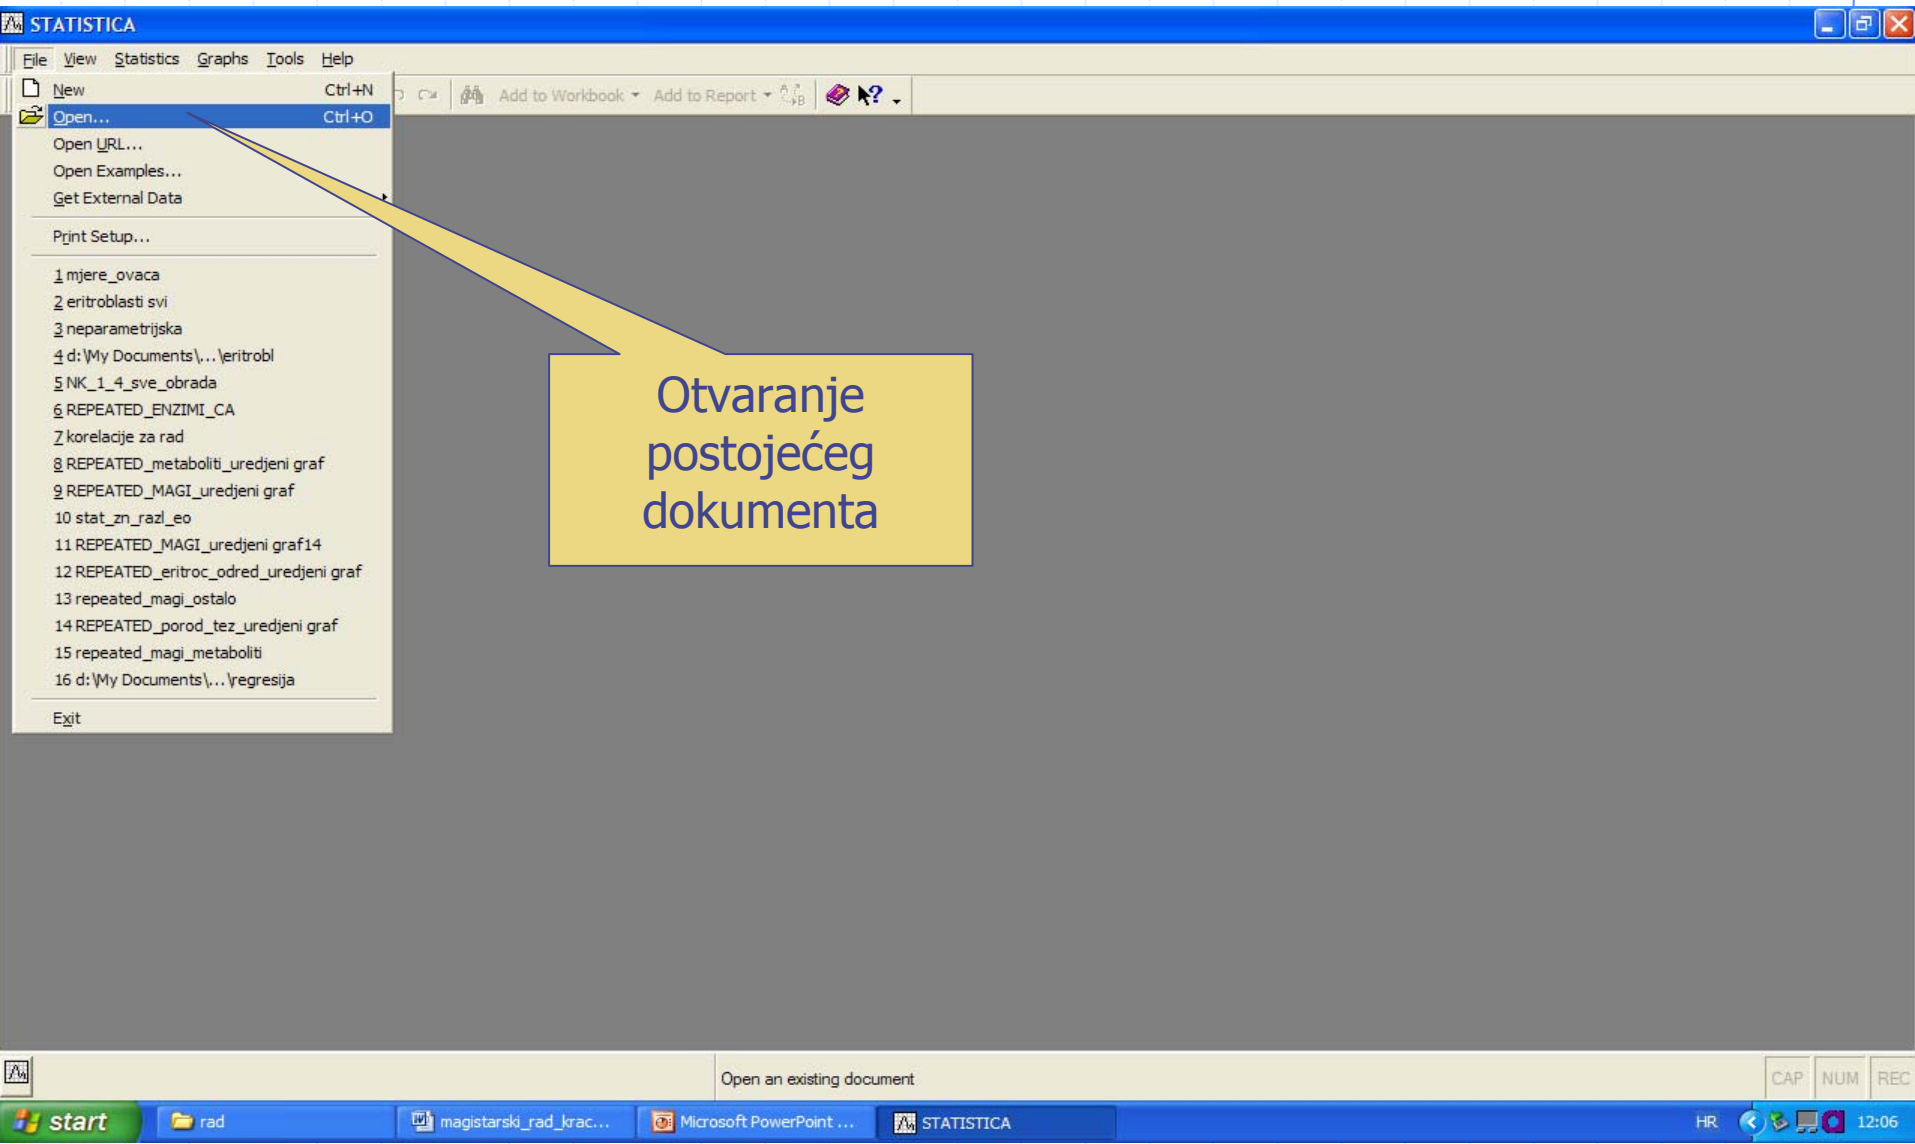 STATISTICA
File View Statistics Graphs Tools Help
New Ctrl+N
Add to Workbook Add to Report
Open... Ctrl+O
Open URL...
Open Examples...
Get External Data
Print Setup...
1 mjere_ovaca
2 eritroblasti svi
3 neparametrijska
4 d:\My Documents\...\eritrobl
5 NK_1_4_sve_obrada
6 REPEATED_ENZIMI_CA
7 korelacije za rad
8 REPEATED_metaboliti_uredjeni graf
9 REPEATED_MAGI_uredjeni graf
10 stat_zn_razl_eo
11 REPEATED_MAGI_uredjeni graf14
12 REPEATED_eritroc_odred_uredjeni graf
13 repeated_magi_ostalo
14 REPEATED_porod_tez_uredjeni graf
15 repeated_magi_metaboliti
16 d:\My Documents\...\regresija
Exit
Otvaranje
postojećeg
dokumenta
Open an existing document
CAP NUM REC
start rad magistarski_rad_krac... Microsoft PowerPoint ... STATISTICA HR 12:06